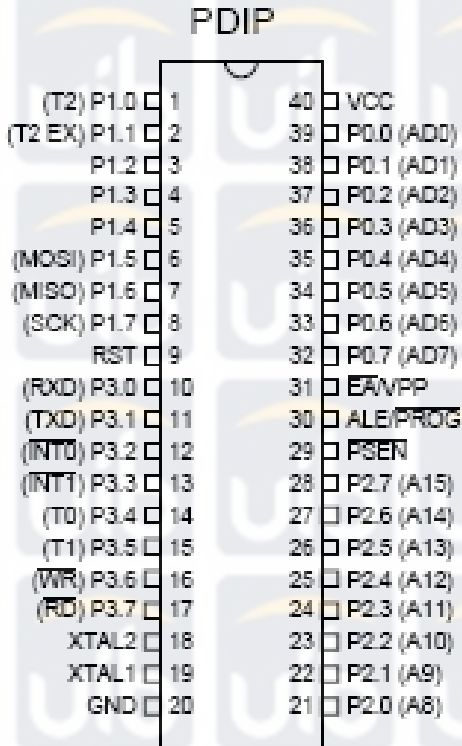 PDIP
(T2) P1.0 1 40 VCC
(T2 EX) P1.1 2 39 P0.0 (AD0)
P1.2 3 38 P0.1 (AD1)
P1.3 4 37 P0.2 (AD2)
P1.4 5 36 P0.3 (AD3)
(MOSI) P1.5 6 35 P0.4 (AD4)
(MISO) P1.6 7 34 P0.5 (AD5)
(SCK) P1.7 8 33 P0.6 (AD6)
RST 9 32 P0.7 (AD7)
(RXD) P3.0 10 31 E̅A̅/VPP
(TXD) P3.1 11 30 ALE/P̅R̅O̅G̅
(I̅N̅T̅0̅) P3.2 12 29 P̅S̅E̅N̅
(I̅N̅T̅1̅) P3.3 13 28 P2.7 (A15)
(T0) P3.4 14 27 P2.6 (A14)
(T1) P3.5 15 26 P2.5 (A13)
(W̅R̅) P3.6 16 25 P2.4 (A12)
(R̅D̅) P3.7 17 24 P2.3 (A11)
XTAL2 18 23 P2.2 (A10)
XTAL1 19 22 P2.1 (A9)
GND 20 21 P2.0 (A8)